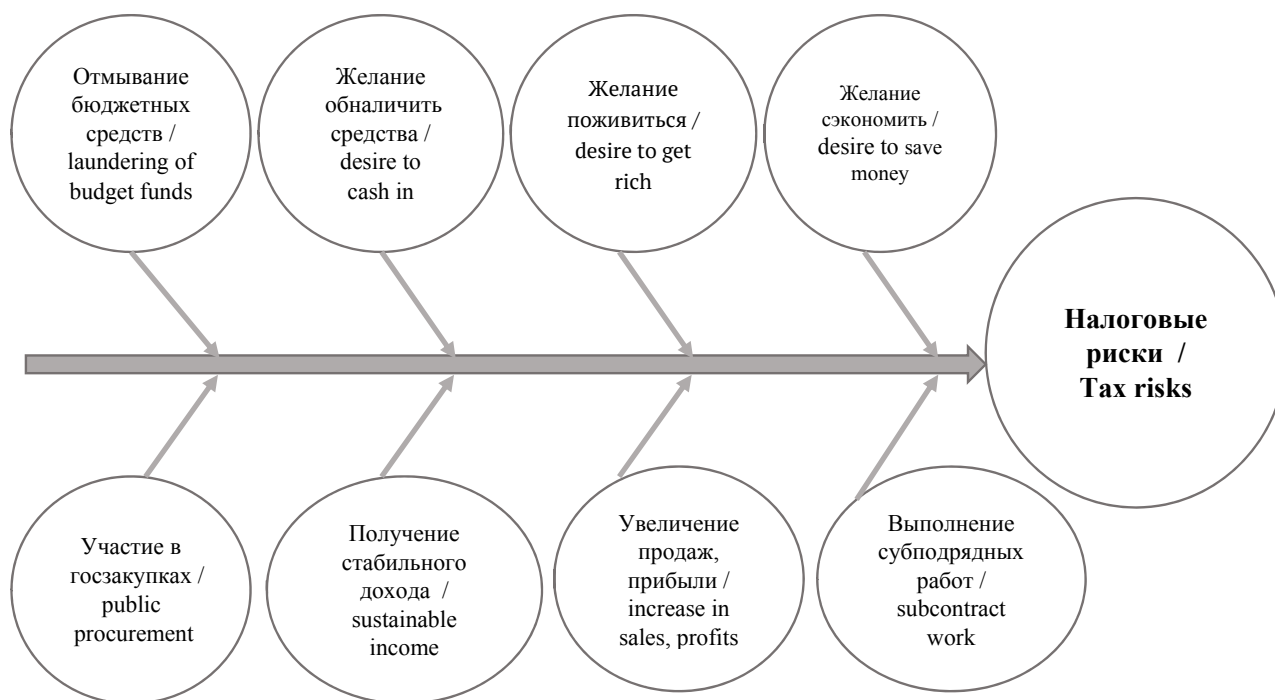 Отмывание
бюджетных
средств /
laundering of
budget funds
Желание
обналичить
средства /
desire to
cash in
Желание
поживиться /
desire to get
rich
Желание
сэкономить /
desire to save
money
Налоговые
риски /
Tax risks
Участие в
госзакупках /
public
procurement
Получение
стабильного
дохода /
sustainable
income
Увеличение
продаж,
прибыли /
increase in
sales, profits
Выполнение
субподрядных
работ /
subcontract
work